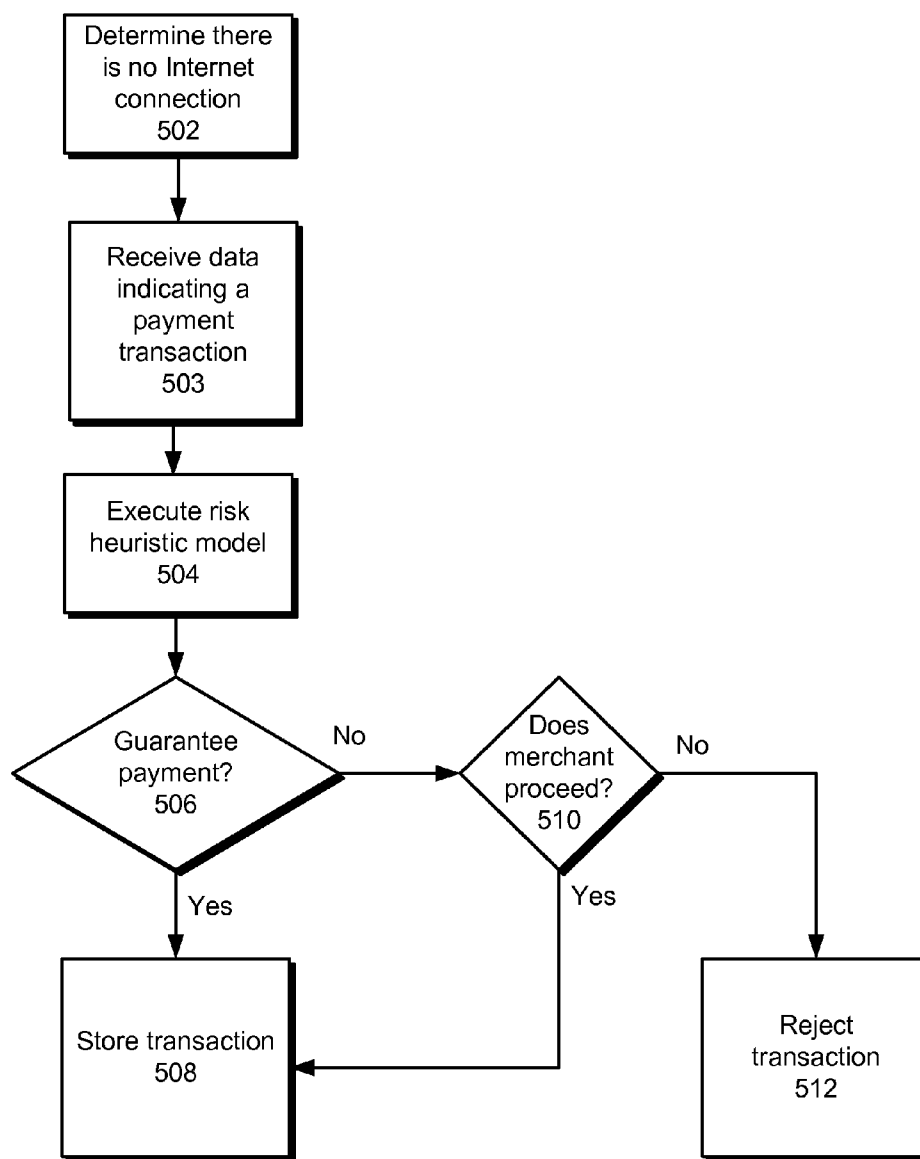 Determine there
is no Internet
connection
502
Receive data
indicating a
payment
transaction
503
Execute risk
heuristic model
504
Guarantee
payment?
506
No
Does
merchant
proceed?
510
No
Yes
Yes
Store transaction
508
Reject
transaction
512